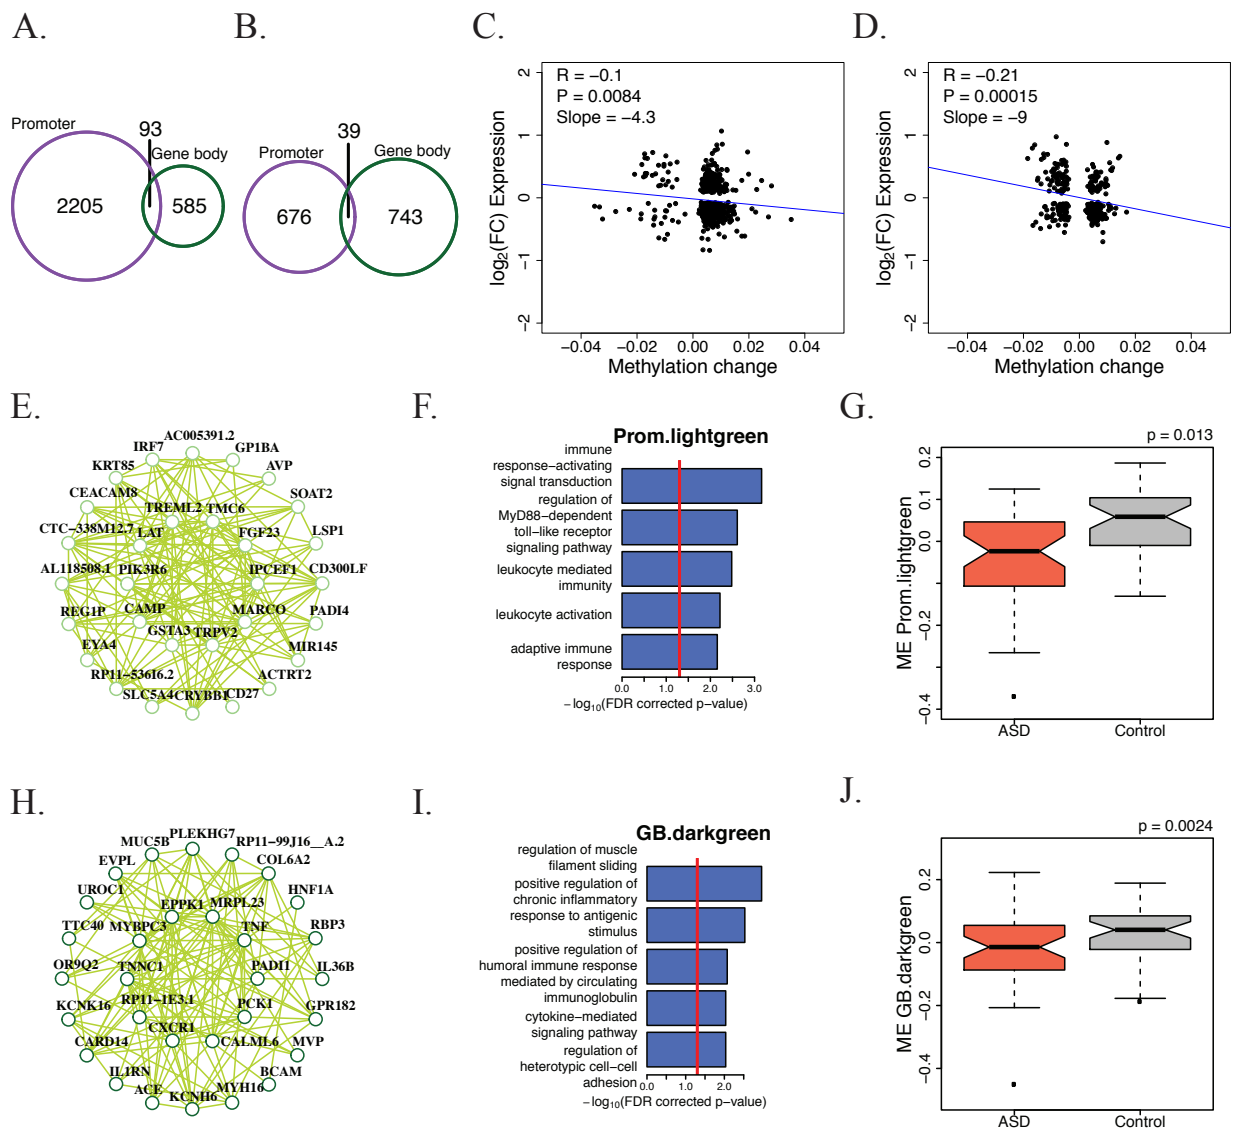 A.
B.
C.
D.
Promoter
93
Gene body
2205
585
Promoter
39
Gene body
676
743
R = −0.1
P = 0.0084
Slope = −4.3
log2(FC) Expression
2
1
0
−1
−2
−0.04 −0.02 0.00 0.02 0.04
Methylation change
R = −0.21
P = 0.00015
Slope = −9
log2(FC) Expression
2
1
0
−1
−2
−0.04 −0.02 0.00 0.02 0.04
Methylation change
E.
F.
G.
AC005391.2
IRF7
GP1BA
KRT85
AVP
CEACAM8
SOAT2
TREML2
TMC6
CTC−338M12.7
LAT
FGF23
LSP1
AL118508.1
PIK3R6
IPCEF1
CD300LF
REG1P
CAMP
MARCO
PADI4
GSTA3
TRPV2
EYA4
MIR145
RP11−536I6.2
ACTRT2
SLC5A4
CRYBB1
CD27
Prom.lightgreen
immune
response−activating
signal transduction
regulation of
MyD88−dependent
toll−like receptor
signaling pathway
leukocyte mediated
immunity
leukocyte activation
adaptive immune
response
0.0 1.0 2.0 3.0
−log10(FDR corrected p−value)
p = 0.013
ME Prom.lightgreen
0.2
0.1
0.0
−0.2
−0.4
ASD Control
H.
I.
J.
PLEKHG7
MUC5B
RP11−99J16__A.2
EVPL
COL6A2
UROC1
HNF1A
EPPK1
MRPL23
TTC40
MYBPC3
TNF
RBP3
OR9Q2
TNNC1
PADI1
IL36B
KCNK16
RP11−1E3.1
PCK1
GPR182
CXCR1
CALML6
CARD14
MVP
IL1RN
BCAM
ACE
KCNH6
MYH16
GB.darkgreen
regulation of muscle
filament sliding
positive regulation of
chronic inflammatory
response to antigenic
stimulus
positive regulation of
humoral immune response
mediated by circulating
immunoglobulin
cytokine−mediated
signaling pathway
regulation of
heterotypic cell−cell
adhesion
0.0 1.0 2.0
−log10(FDR corrected p−value)
p = 0.0024
ME GB.darkgreen
0.2
0.0
−0.2
−0.4
ASD Control